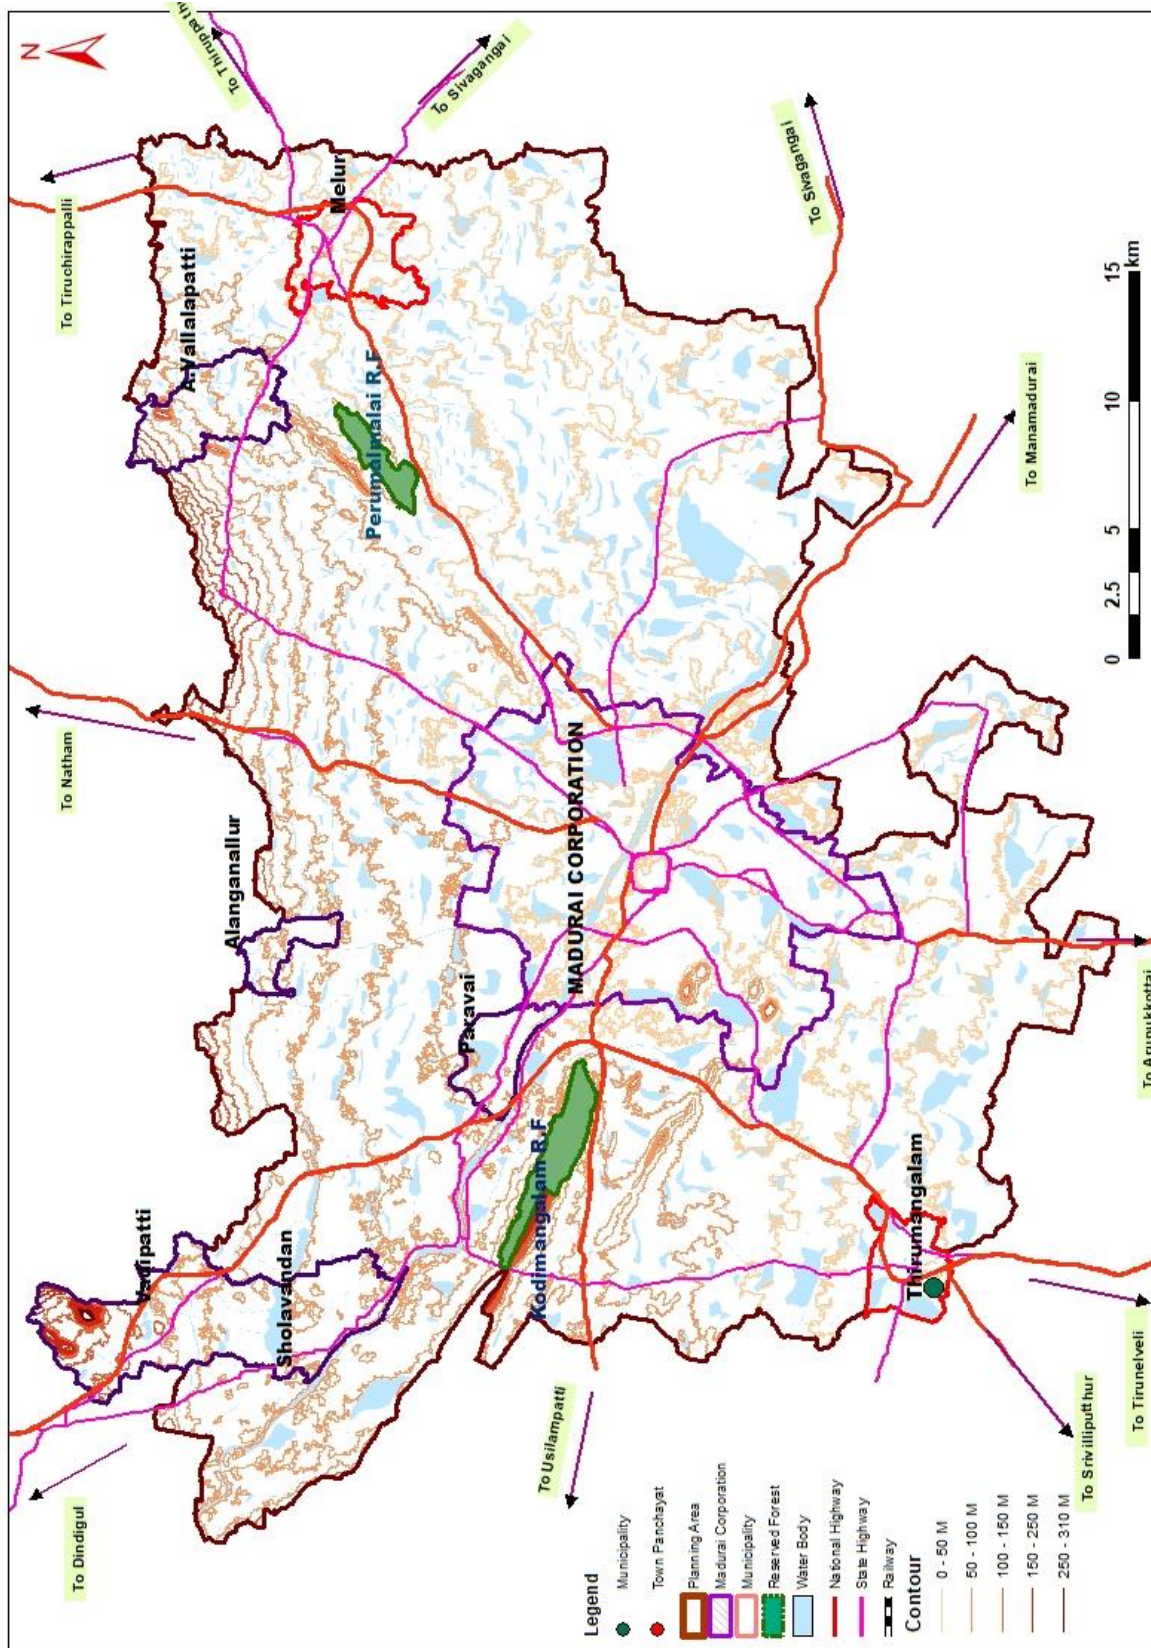 N
To Tiruchirappalli
To Sivagangai
To Natham
A.Vallalapatti
Melur
Perumalmalai R.F
To Sivagangai
Alanganallur
To Manamadurai
Vadipatti
Paravai
MADURAI CORPORATION
Sholavandan
To Dindigul
Kodimangalam R.F
Thirumangalam
To Usilampatti
To Srivilliputthur
To Tirunelveli
To Arupukkottai
0 2.5 5 10 15
km
Legend
Municipality
Town Panchayat
Planning Area
Madurai Corporation
Municipality
Reserved Forest
Water Body
National Highway
State Highway
Railway
Contour
0 - 50 M
50 - 100 M
100 - 150 M
150 - 250 M
250 - 310 M